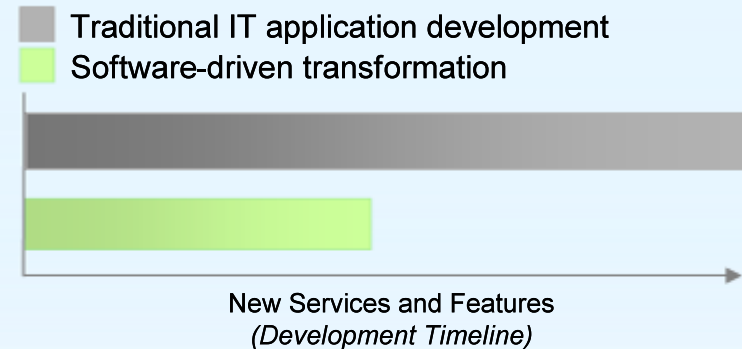 Traditional IT application development
Software-driven transformation
New Services and Features
(Development Timeline)